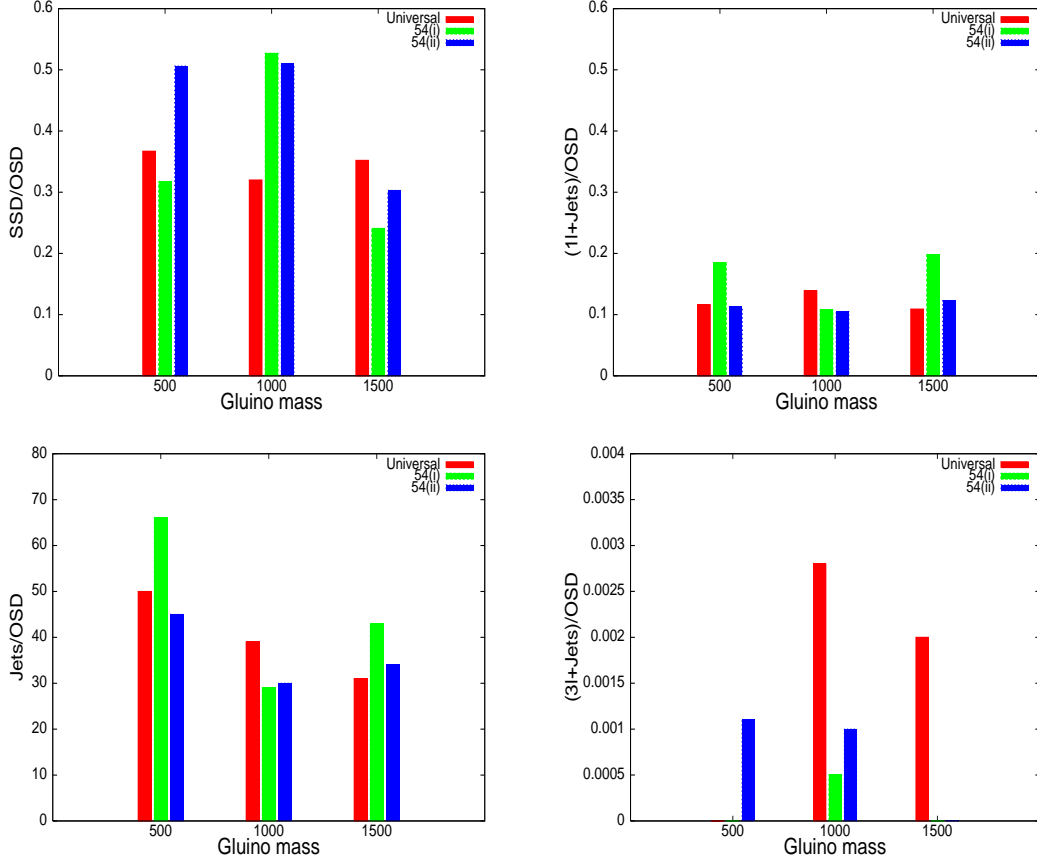 0.6
0.5
0.4
0.3
0.2
0.1
0
SSD/OSD
500
1000
1500
Gluino mass
Universal
54(i)
54(ii)
0.6
0.5
0.4
0.3
0.2
0.1
0
(1l+Jets)/OSD
500
1000
1500
Gluino mass
Universal
54(i)
54(ii)
80
70
60
50
40
30
20
10
0
Jets/OSD
500
1000
1500
Gluino mass
Universal
54(i)
54(ii)
0.004
0.0035
0.003
0.0025
0.002
0.0015
0.001
0.0005
0
(3l+Jets)/OSD
500
1000
1500
Gluino mass
Universal
54(i)
54(ii)